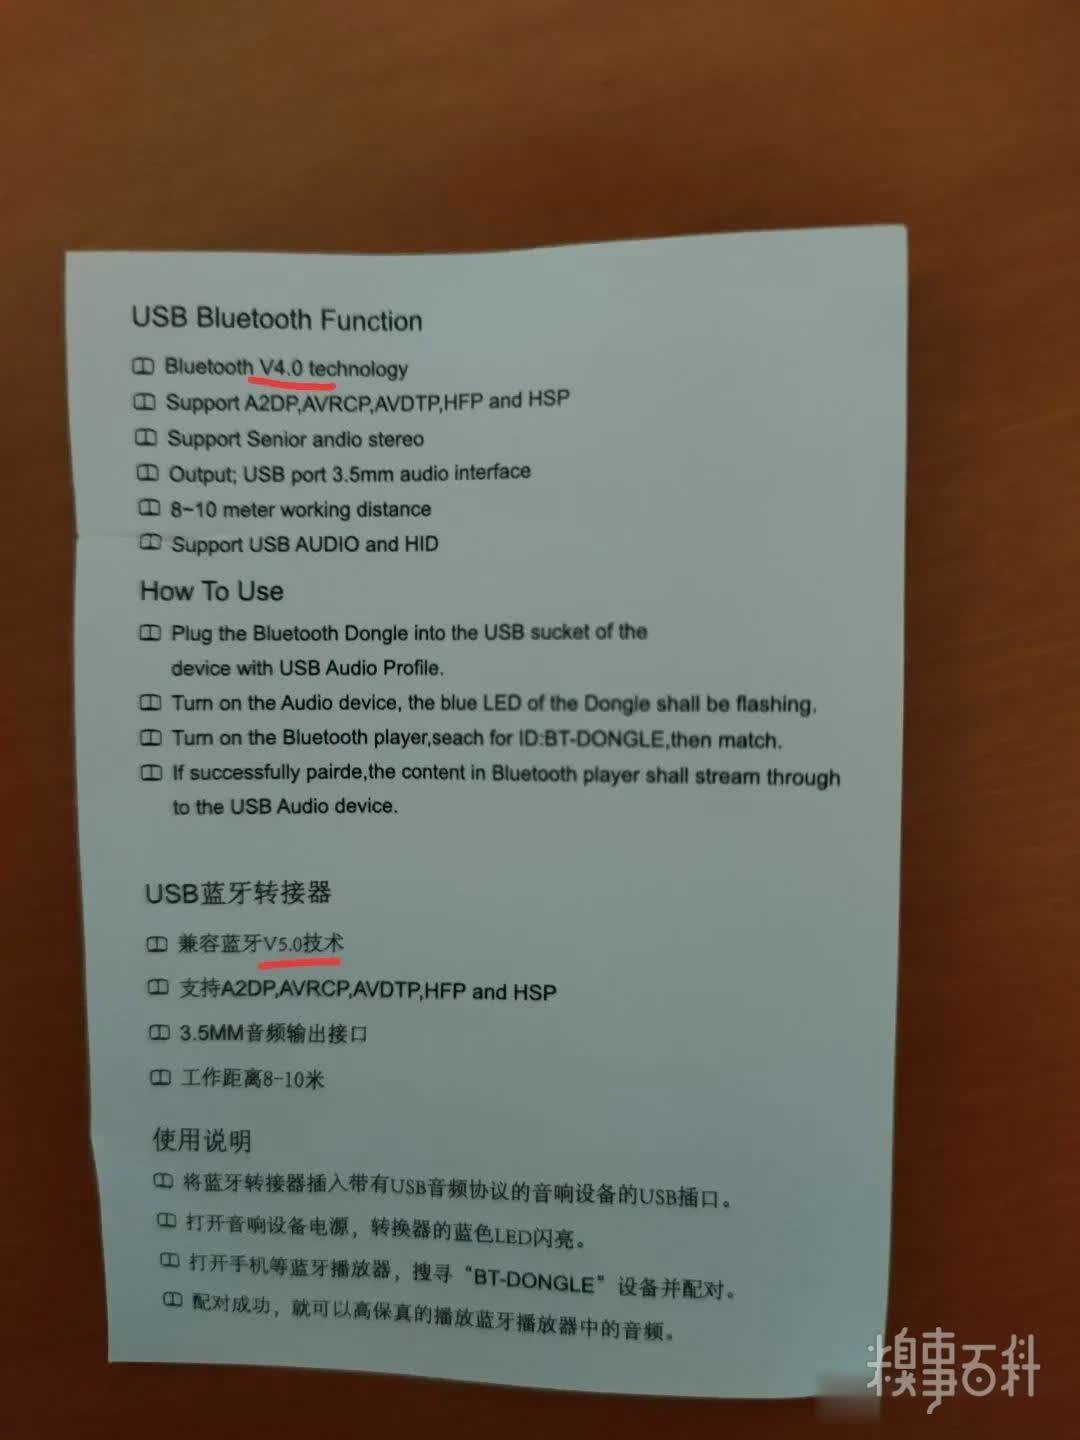 USB Bluetooth Function
Bluetooth V4.0 technology
Support A2DP,AVRCP,AVDTP,HFP and HSP
Support Senior andio stereo
Output; USB port 3.5mm audio interface
8~10 meter working distance
Support USB AUDIO and HID
How To Use
Plug the Bluetooth Dongle into the USB sucket of the
device with USB Audio Profile.
Turn on the Audio device, the blue LED of the Dongle shall be flashing.
Turn on the Bluetooth player,seach for ID:BT-DONGLE,then match.
If successfully pairde,the content in Bluetooth player shall stream through
to the USB Audio device.
USB蓝牙转接器
兼容蓝牙V5.0技术
支持A2DP,AVRCP,AVDTP,HFP and HSP
3.5MM音频输出接口
工作距离8-10米
使用说明
将蓝牙转接器插入带有USB音频协议的音响设备的USB插口。
打开音响设备电源，转换器的蓝色LED闪亮。
打开手机等蓝牙播放器，搜寻“BT-DONGLE”设备并配对。
配对成功，就可以高保真的播放蓝牙播放器中的音频。
糗事百科